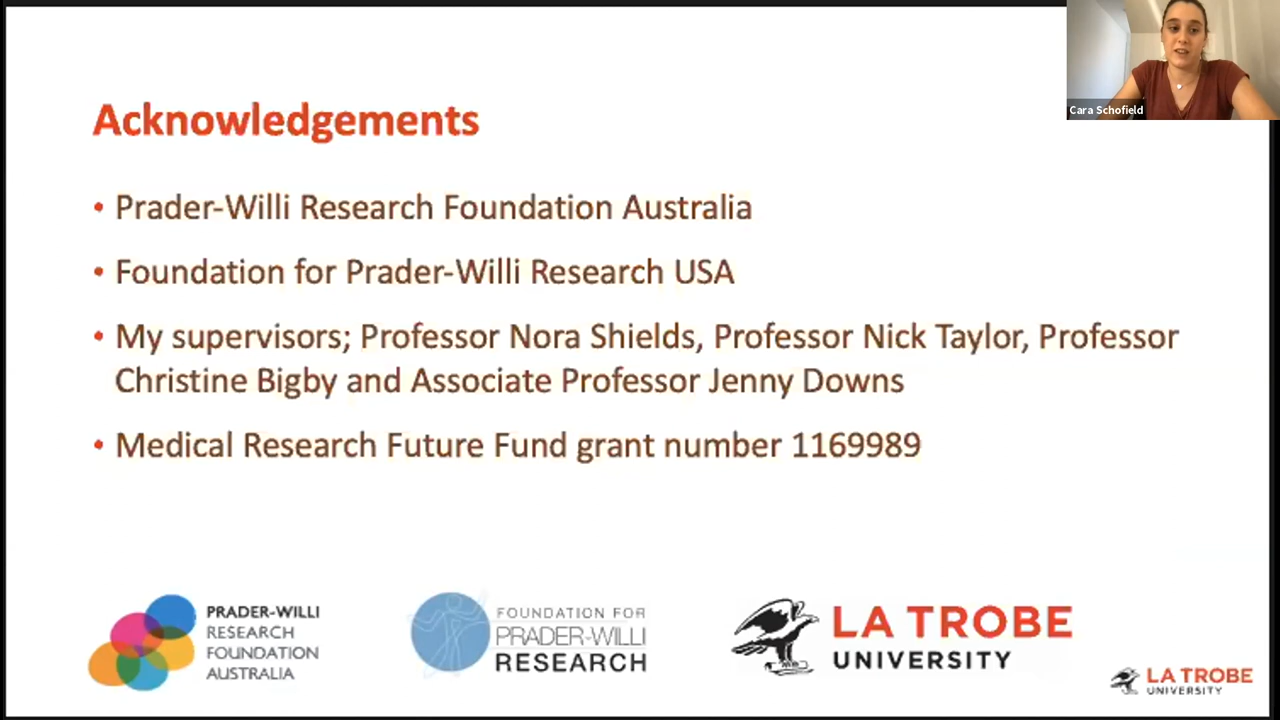 Cara Schofield
Acknowledgements
• Prader-Willi Research Foundation Australia
• Foundation for Prader-Willi Research USA
• My supervisors; Professor Nora Shields, Professor Nick Taylor, Professor
Christine Bigby and Associate Professor Jenny Downs
• Medical Research Future Fund grant number 1169989
PRADER-WILLI
RESEARCH
FOUNDATION
AUSTRALIA
FOUNDATION FOR
PRADER-WILLI
RESEARCH
LA TROBE
UNIVERSITY
LA TROBE
UNIVERSITY